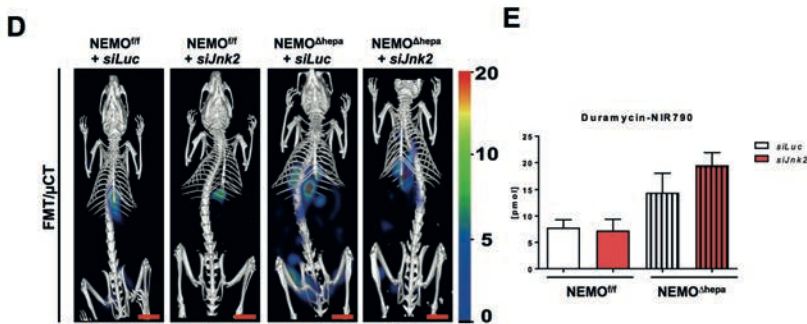 D
NEMOf/f
+ siLuc
NEMOf/f
+ siJnk2
NEMOΔhepa
+ siLuc
NEMOΔhepa
+ siJnk2
FMT/µCT
20
10
5
0
E
Duramycin-NIR790
siLuc
siJnk2
[pmol]
25
20
15
10
5
0
NEMOf/f
NEMOΔhepa